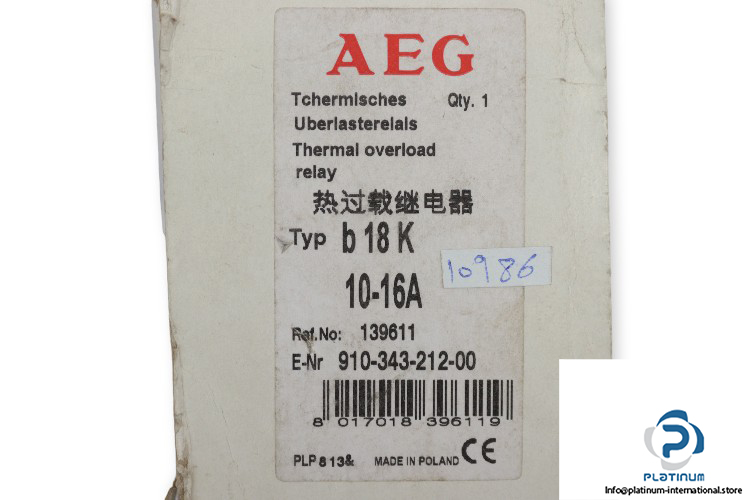 AEG
Tchermlsches Qty. 1
Uberlasterelals
Thermal overload
relay
热过载继电器
Typ b 18 K
10986
10-16A
Ref.No: 139611
E-Nr 910-343-212-00
8 017018 396119
PLP 813& MADE IN POLAND CE
PLATINUM
Info@platinum-international.store